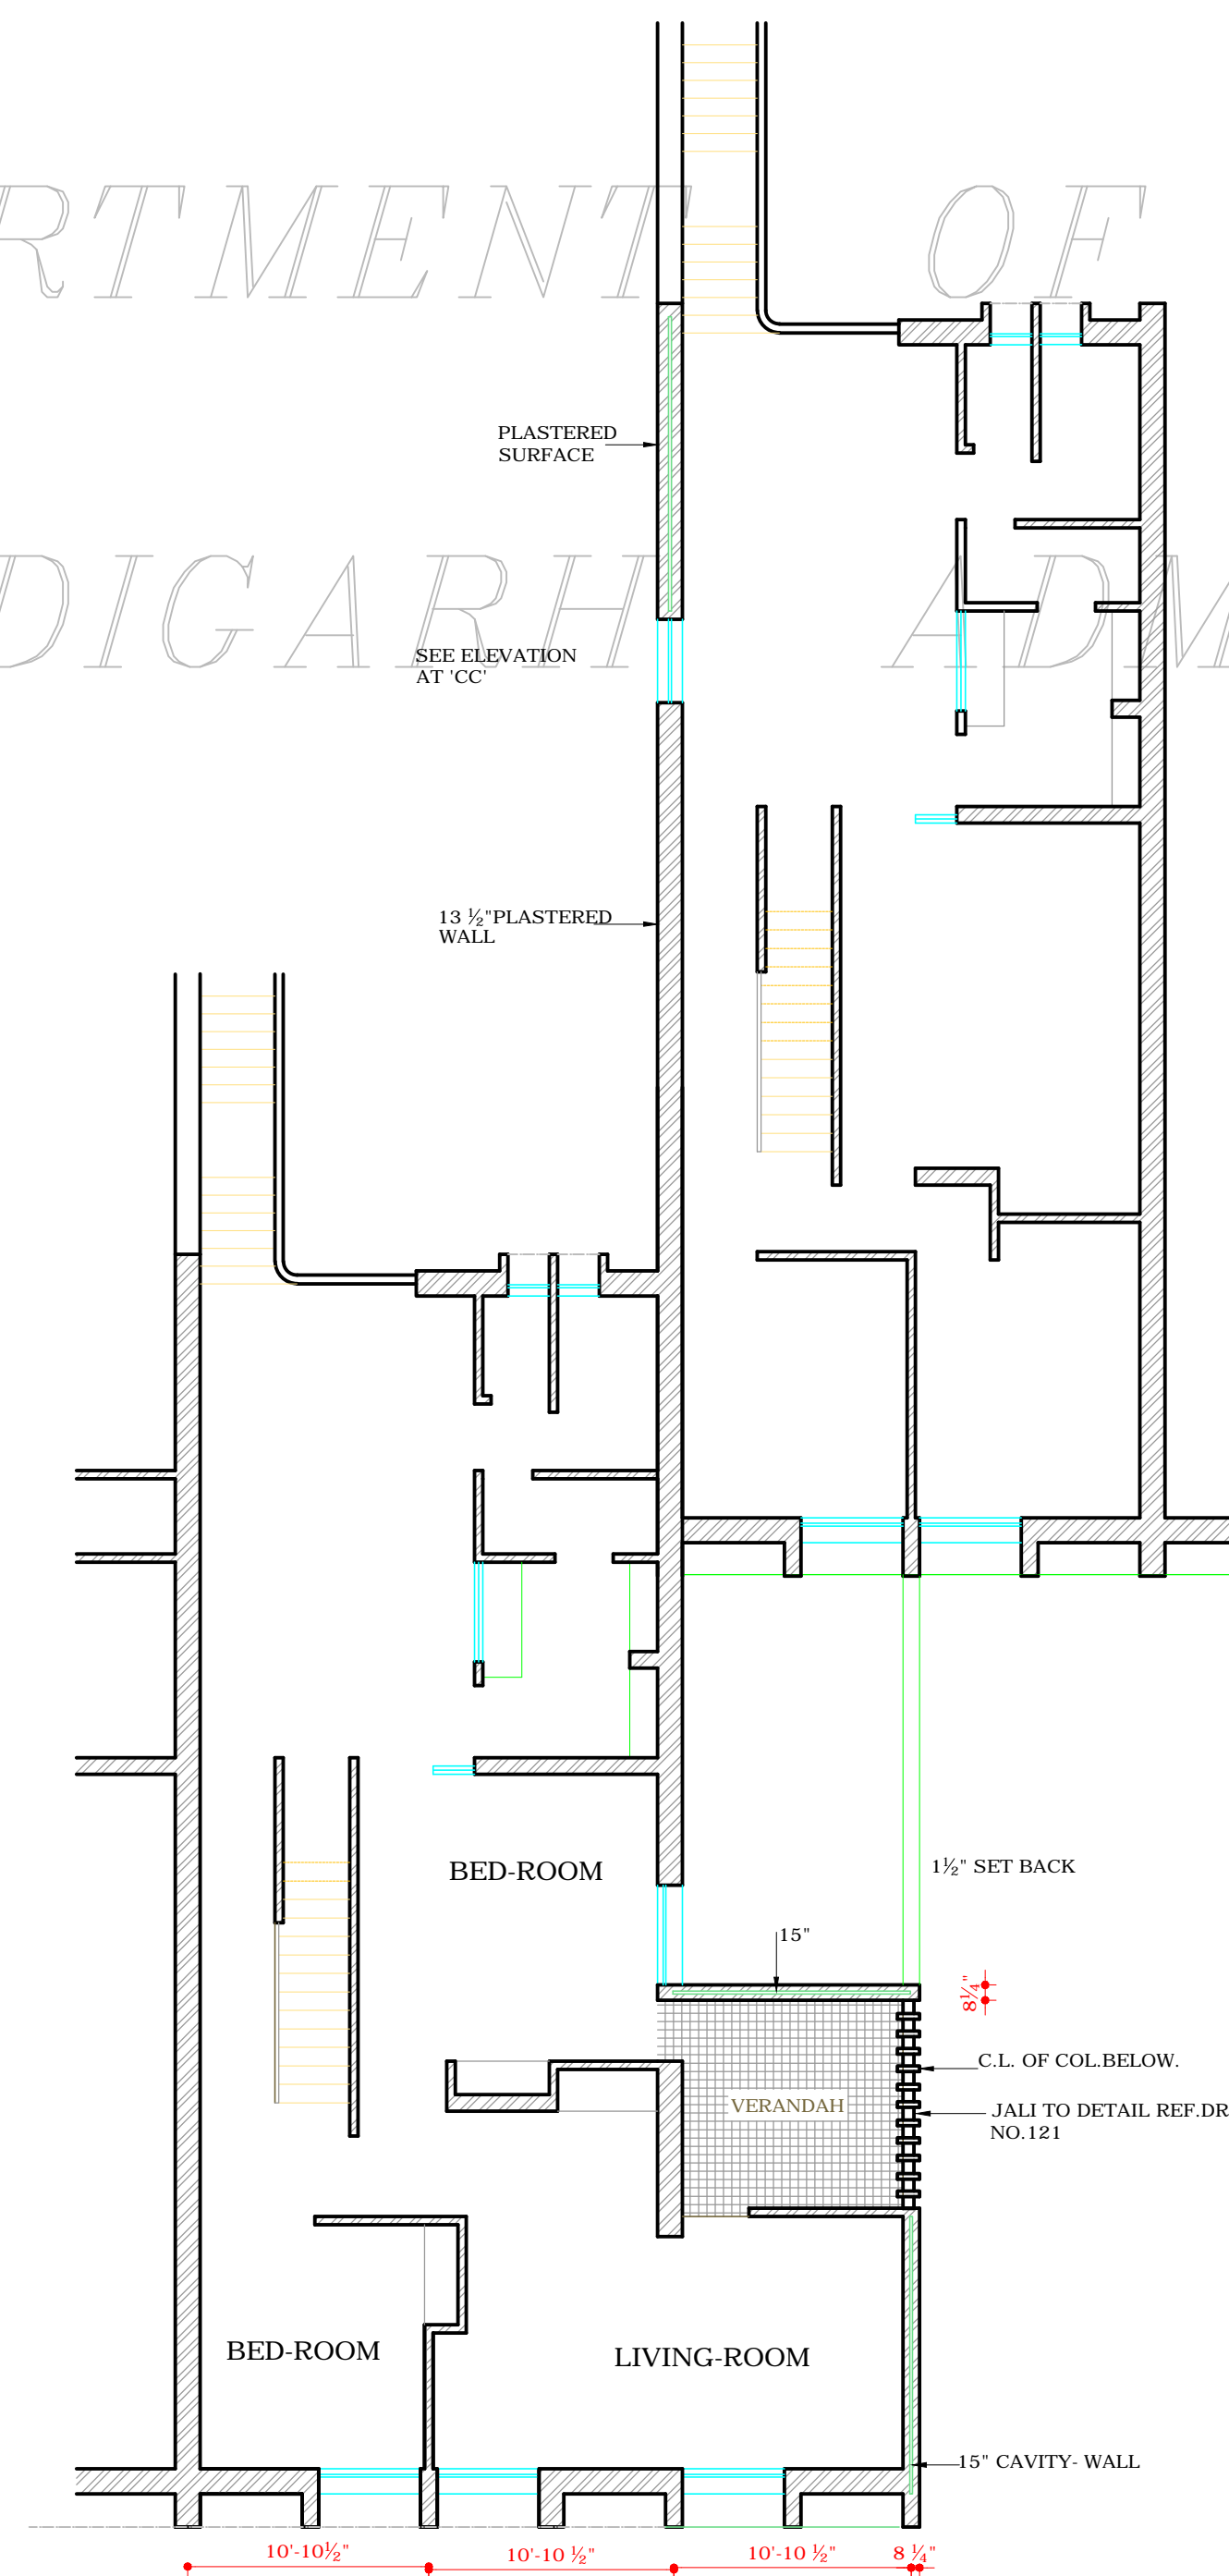 RTMENT OF
PLASTERED
SURFACE
DIGARH ADM
SEE ELEVATION
AT 'CC'
13 ½"PLASTERED
WALL
BED-ROOM
1½" SET BACK
15"
8¼"
C.L. OF COL.BELOW.
VERANDAH
JALI TO DETAIL REF.DR
NO.121
BED-ROOM
LIVING-ROOM
15" CAVITY- WALL
10'-10½"
10'-10 ½"
10'-10 ½"
8 ¼"